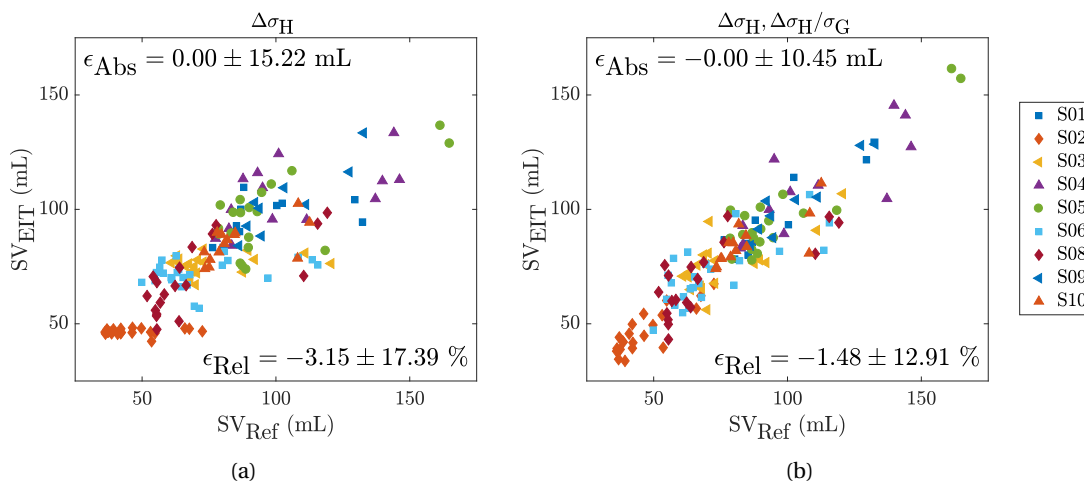 Δσ_H
ϵ_Abs = 0.00 ± 15.22 mL
SV_EIT (mL)
150
100
50
ϵ_Rel = −3.15 ± 17.39 %
50 100 150
SV_Ref (mL)
(a)
Δσ_H, Δσ_H/σ_G
ϵ_Abs = −0.00 ± 10.45 mL
SV_EIT (mL)
150
100
50
ϵ_Rel = −1.48 ± 12.91 %
50 100 150
SV_Ref (mL)
(b)
S01
S02
S03
S04
S05
S06
S08
S09
S10